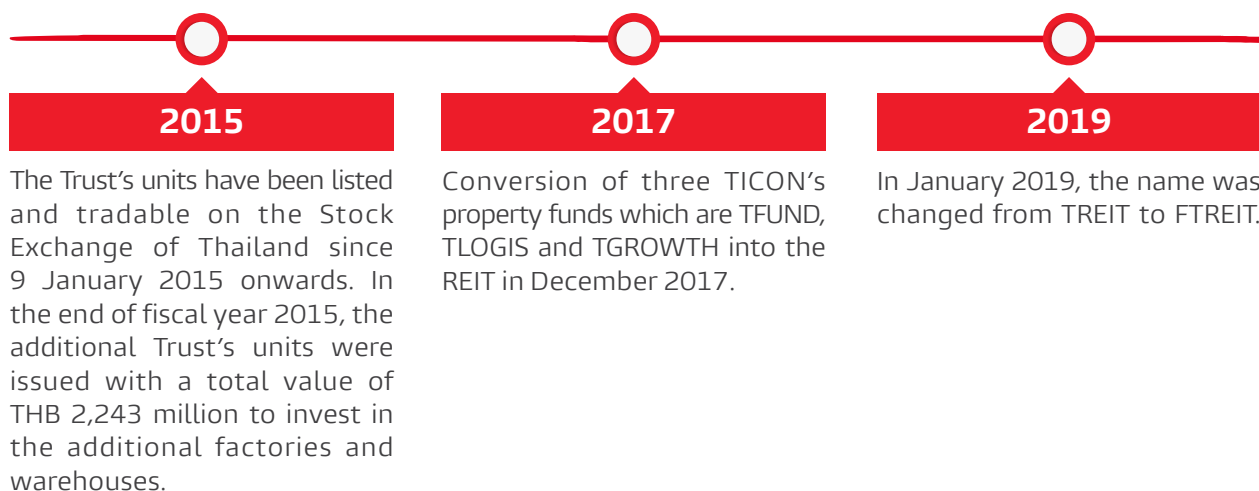 2015
The Trust's units have been listed
and tradable on the Stock
Exchange of Thailand since
9 January 2015 onwards. In
the end of fiscal year 2015, the
additional Trust's units were
issued with a total value of
THB 2,243 million to invest in
the additional factories and
warehouses.
2017
Conversion of three TICON's
property funds which are TFUND,
TLOGIS and TGROWTH into the
REIT in December 2017.
2019
In January 2019, the name was
changed from TREIT to FTREIT.